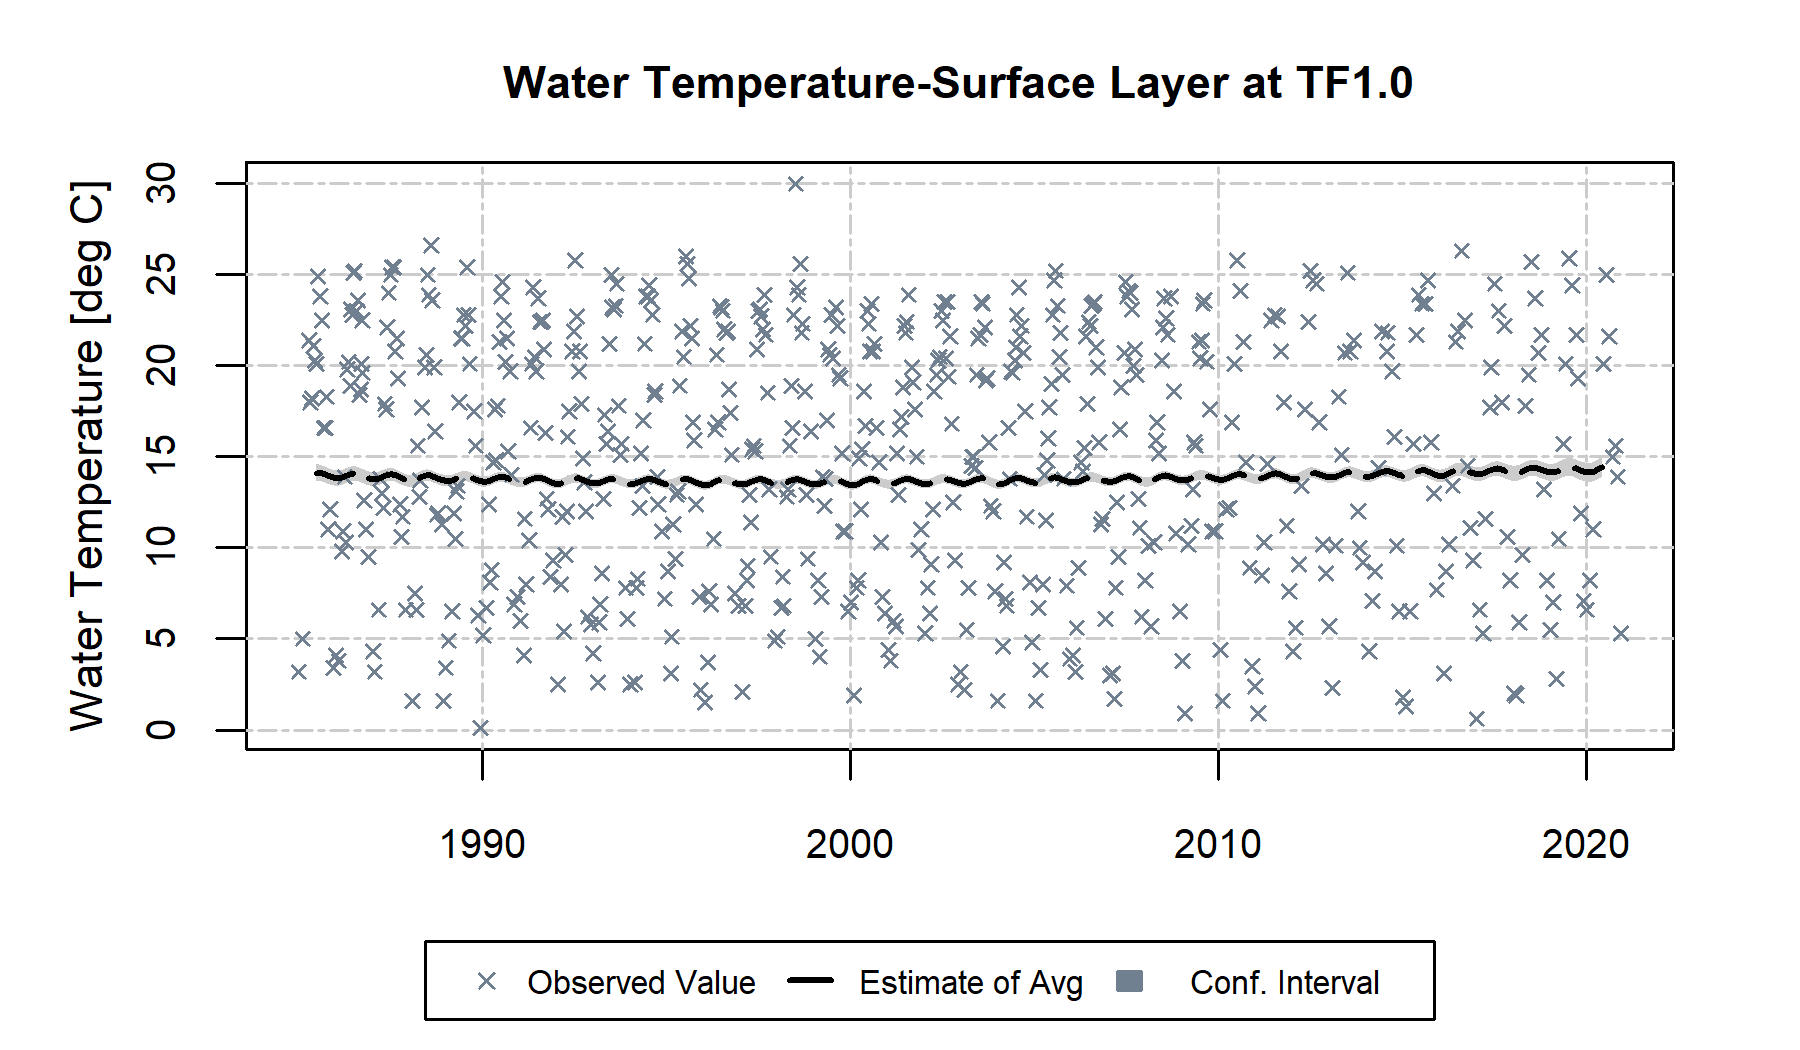 Water Temperature-Surface Layer at TF1.0
Water Temperature [deg C]
30
25
20
15
10
5
0
1990 2000 2010 2020
Observed Value Estimate of Avg Conf. Interval